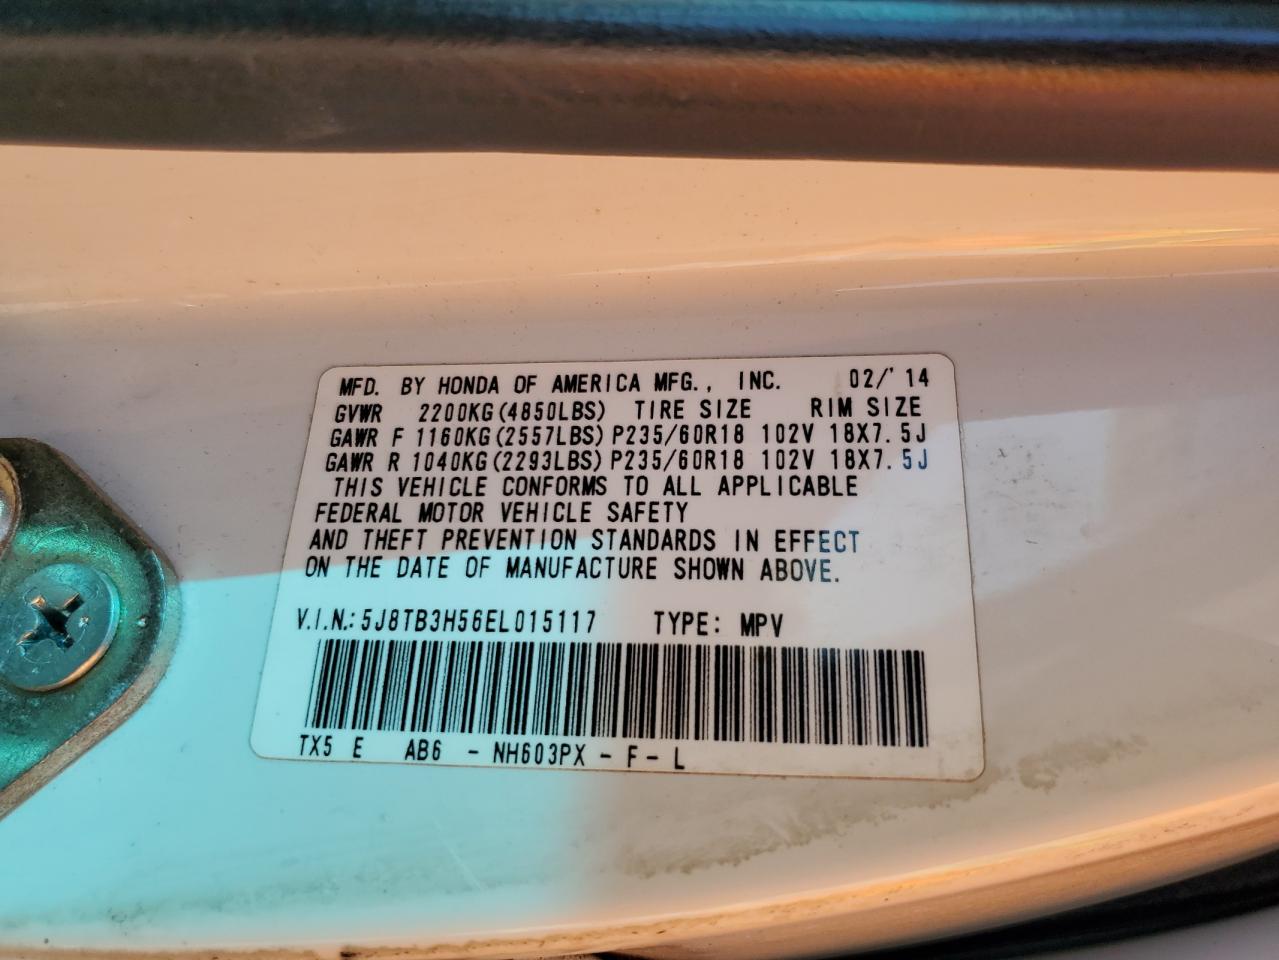 MFD. BY HONDA OF AMERICA MFG., INC. 02/'14
GVWR 2200KG(4850LBS) TIRE SIZE RIM SIZE
GAWR F 1160KG(2557LBS)P235/60R18 102V 18X7.5J
GAWR R 1040KG(2293LBS)P235/60R18 102V 18X7.5J
THIS VEHICLE CONFORMS TO ALL APPLICABLE
FEDERAL MOTOR VEHICLE SAFETY
AND THEFT PREVENTION STANDARDS IN EFFECT
ON THE DATE OF MANUFACTURE SHOWN ABOVE.
V.I.N.:5J8TB3H56EL015117 TYPE: MPV
TX5 E AB6 - NH603PX - F - L